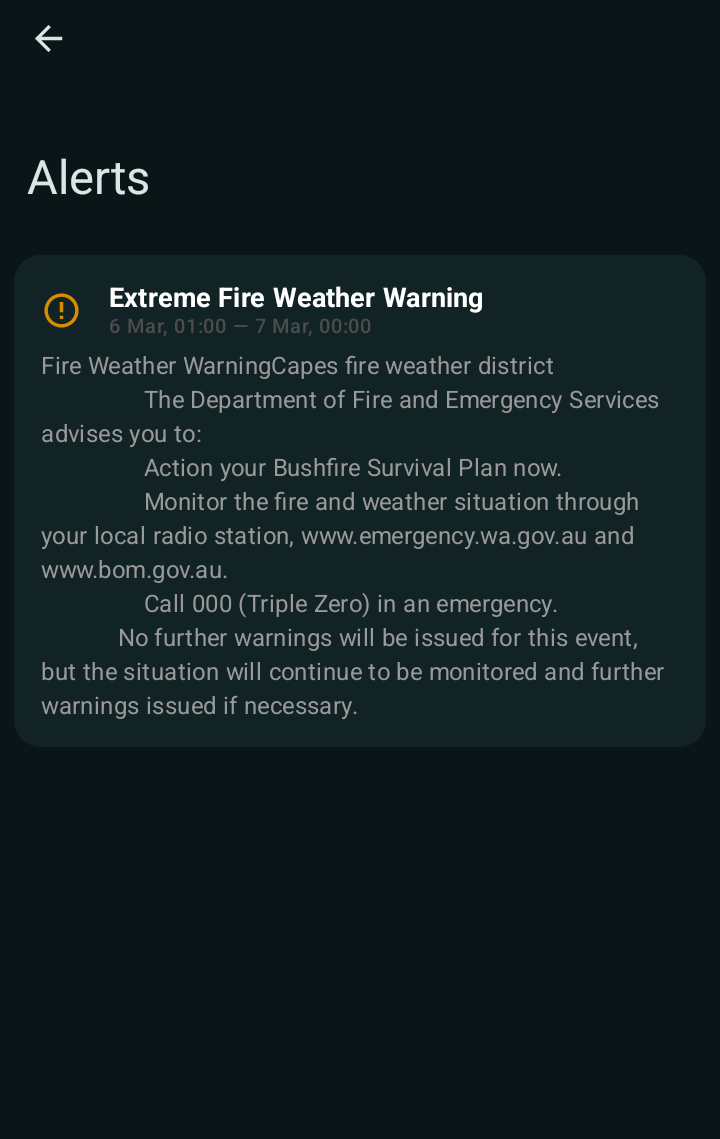 Alerts
Extreme Fire Weather Warning
6 Mar, 01:00 — 7 Mar, 00:00
Fire Weather WarningCapes fire weather district
The Department of Fire and Emergency Services
advises you to:
Action your Bushfire Survival Plan now.
Monitor the fire and weather situation through
your local radio station, www.emergency.wa.gov.au and
www.bom.gov.au.
Call 000 (Triple Zero) in an emergency.
No further warnings will be issued for this event,
but the situation will continue to be monitored and further
warnings issued if necessary.